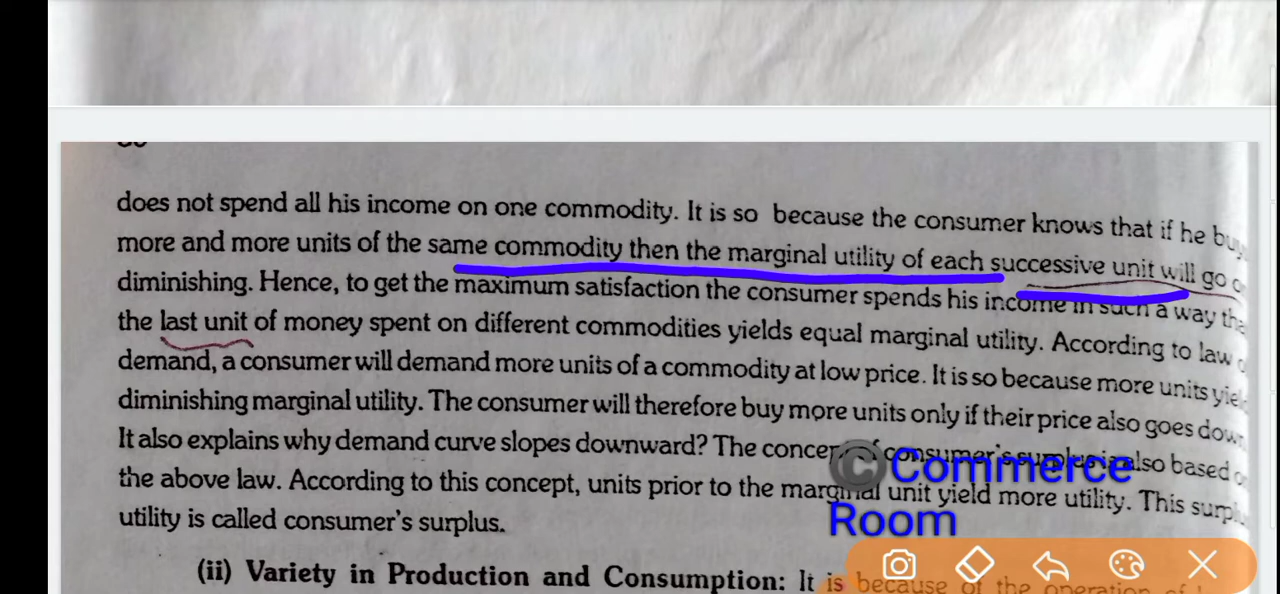 does not spend all his income on one commodity. It is so because the consumer knows that if he
more and more units of the same commodity then the marginal utility of each successive unit will go
diminishing. Hence, to get the maximum satisfaction the consumer spends his income in such a way
the last unit of money spent on different commodities yields equal marginal utility. According to law
demand, a consumer will demand more units of a commodity at low price. It is so because more units
diminishing marginal utility. The consumer will therefore buy more units only if their price also goes
It also explains why demand curve slopes downward? The consumer's surplus is also based
the above law. According to this concept, units prior to the marginal unit yield more utility. This
utility is called consumer's surplus.
© Commerce
Room
(ii) Variety in Production and Consumption: It is because of the operation of